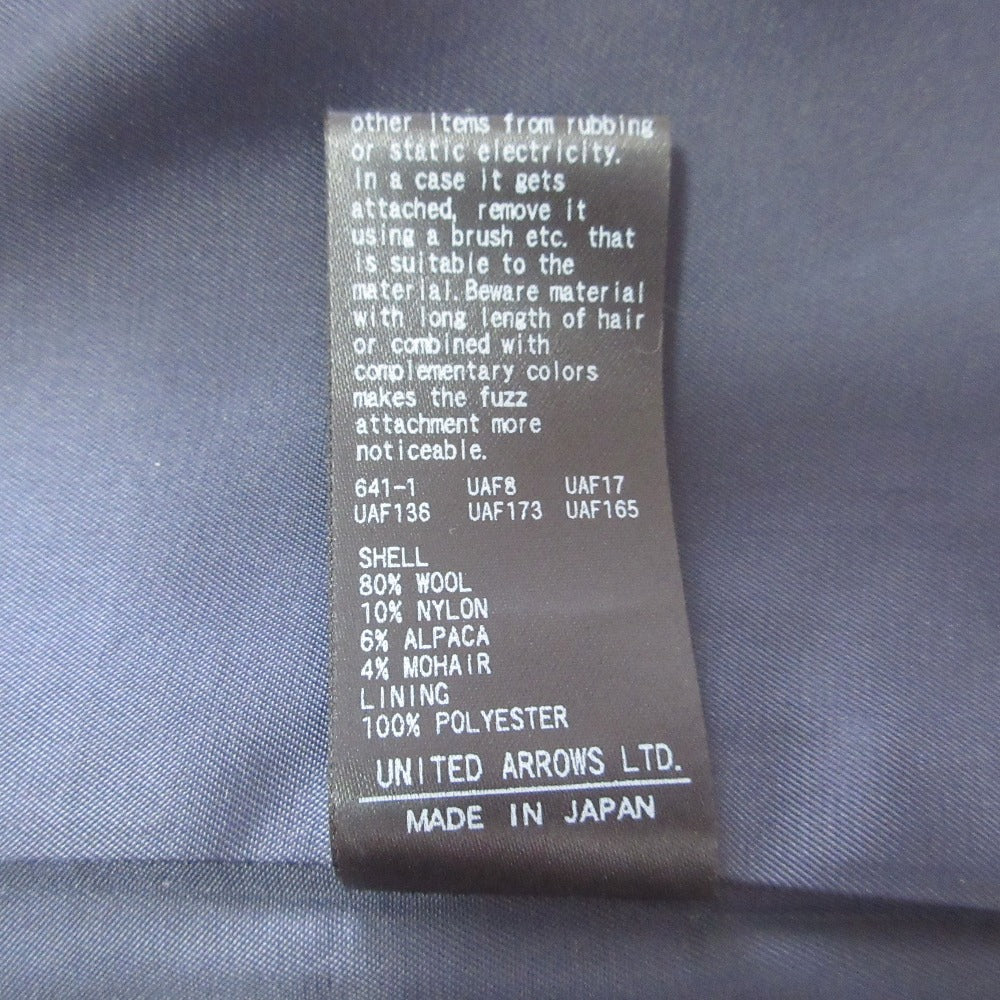 other items from rubbing
or static electricity.
In a case it gets
attached, remove it
using a brush etc. that
is suitable to the
material.Beware material
with long length of hair
or combined with
complementary colors
makes the fuzz
attachment more
noticeable.
641-1 UAF8 UAF17
UAF136 UAF173 UAF165
SHELL
80% WOOL
10% NYLON
6% ALPACA
4% MOHAIR
LINING
100% POLYESTER
UNITED ARROWS LTD.
MADE IN JAPAN